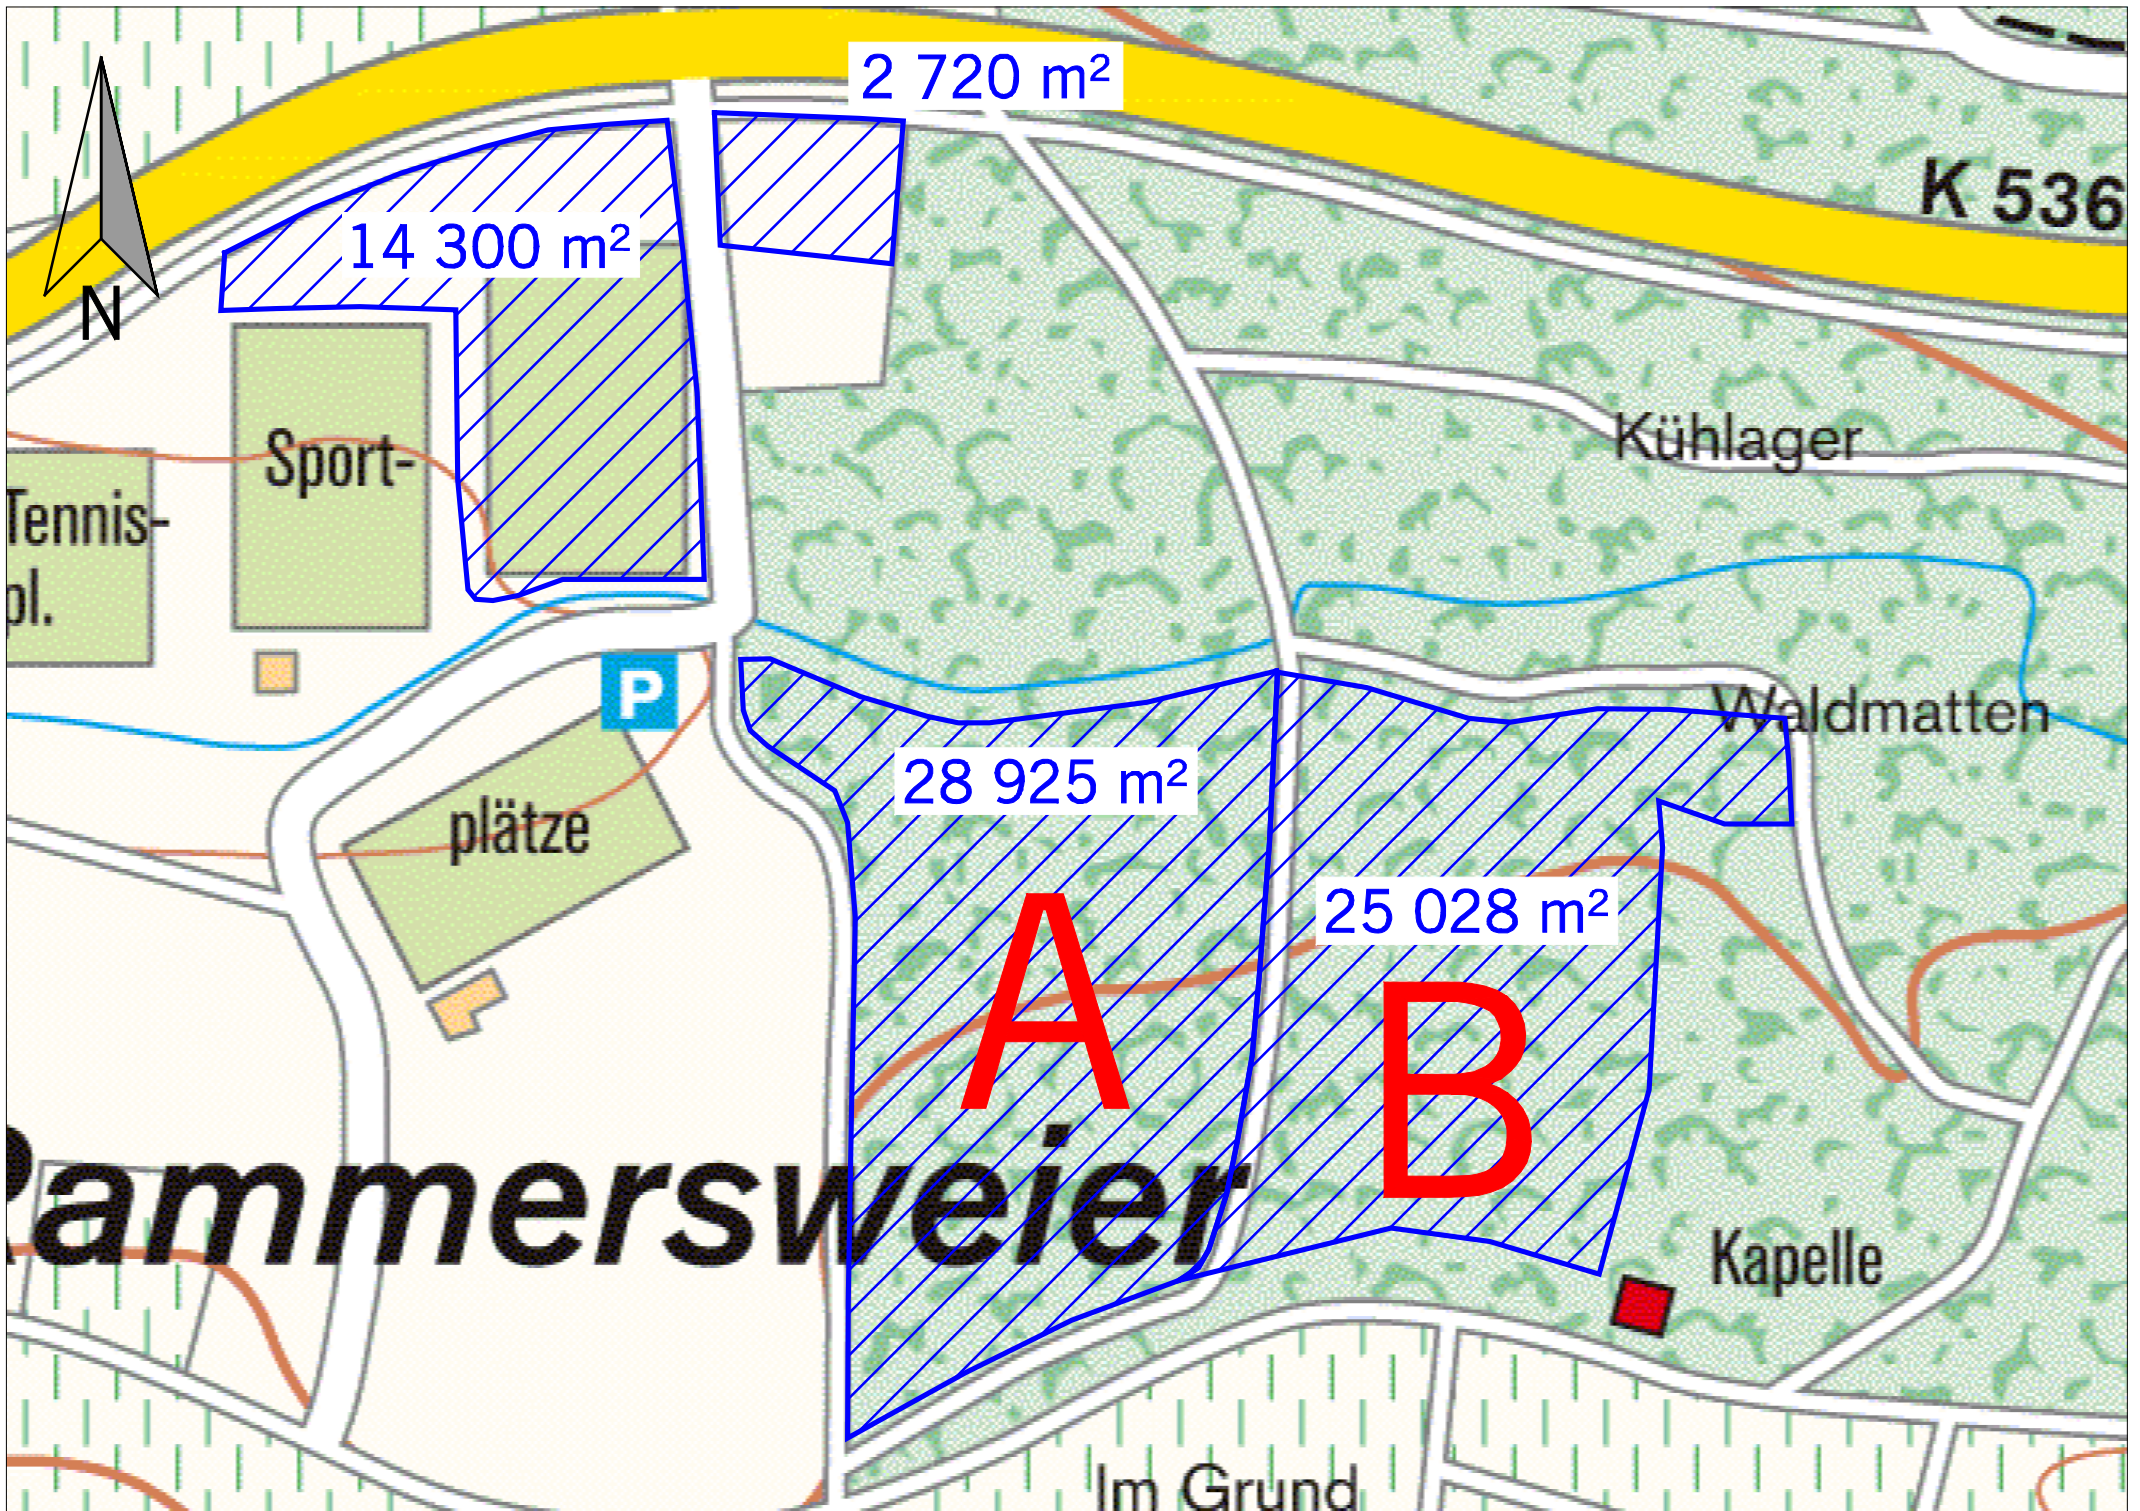 2 720 m²
K 536
14 300 m²
N
Kühlager
Sport-
Tennis-
pl.
P
Waldmatten
28 925 m²
plätze
25 028 m²
A
B
Rammersweier
Kapelle
Im Grund